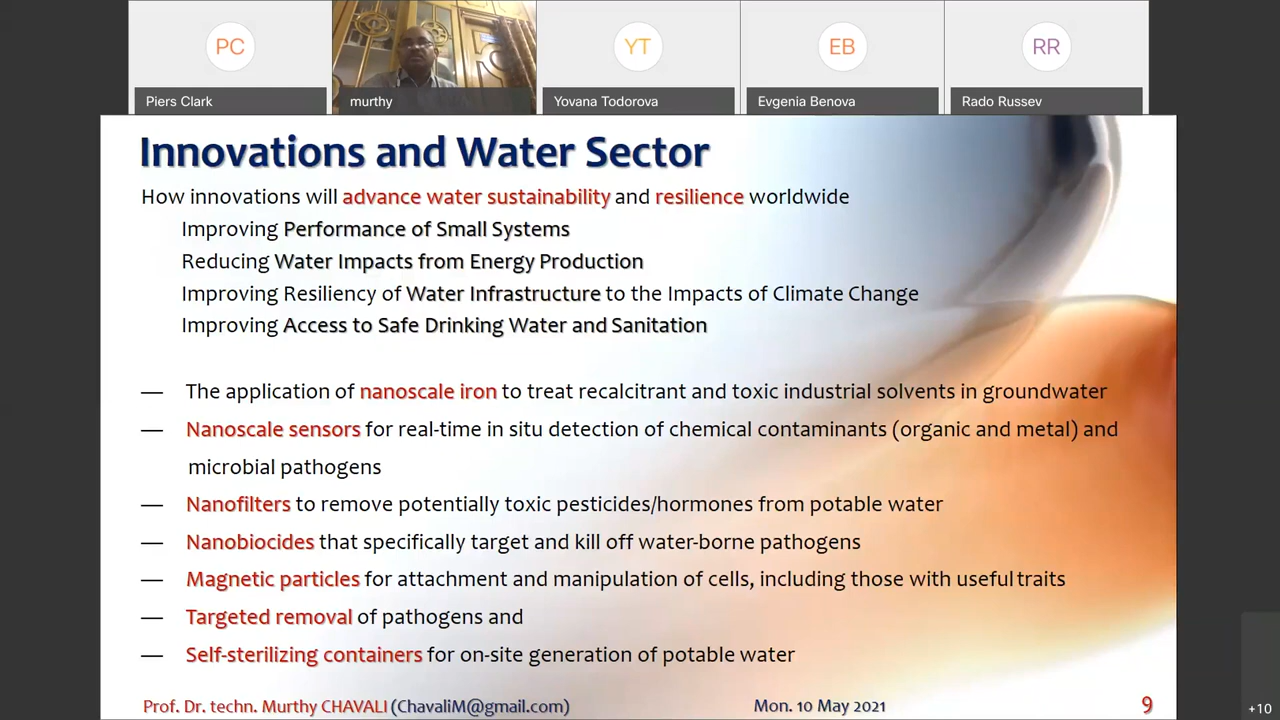 PC
YT
EB
RR
Piers Clark
murthy
Yovana Todorova
Evgenia Benova
Rado Russev
Innovations and Water Sector
How innovations will advance water sustainability and resilience worldwide
Improving Performance of Small Systems
Reducing Water Impacts from Energy Production
Improving Resiliency of Water Infrastructure to the Impacts of Climate Change
Improving Access to Safe Drinking Water and Sanitation
— The application of nanoscale iron to treat recalcitrant and toxic industrial solvents in groundwater
— Nanoscale sensors for real-time in situ detection of chemical contaminants (organic and metal) and
microbial pathogens
— Nanofilters to remove potentially toxic pesticides/hormones from potable water
— Nanobiocides that specifically target and kill off water-borne pathogens
— Magnetic particles for attachment and manipulation of cells, including those with useful traits
— Targeted removal of pathogens and
— Self-sterilizing containers for on-site generation of potable water
Prof. Dr. techn. Murthy CHAVALI (ChavaliM@gmail.com) Mon. 10 May 2021 9
+10